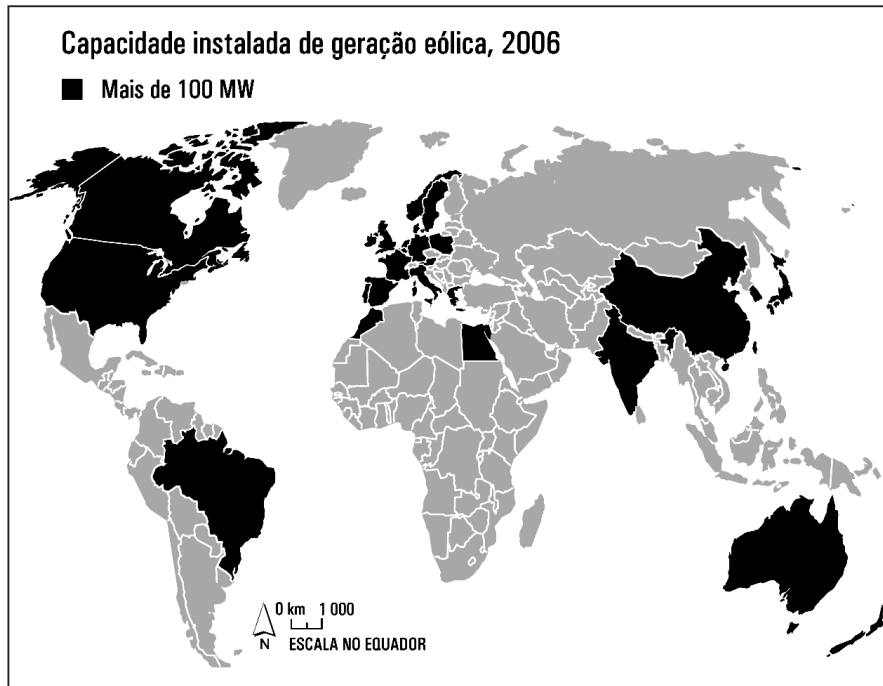 Capacidade instalada de geração eólica, 2006
Mais de 100 MW
0 km 1 000
N
ESCALA NO EQUADOR